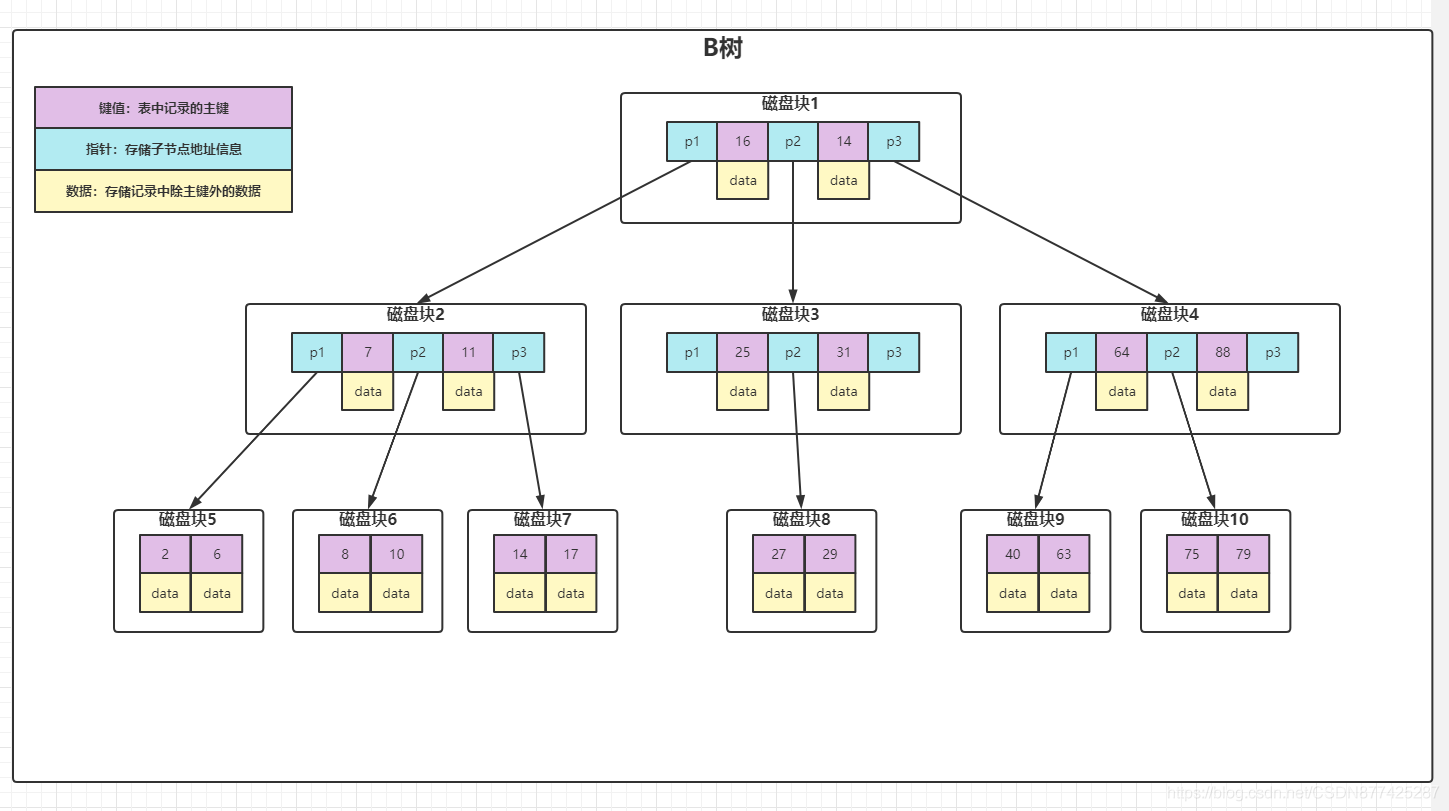 B树
键值：表中记录的主键
指针：存储子节点地址信息
数据：存储记录中除主键外的数据
磁盘块1
p1 16 p2 14 p3
data data
磁盘块2 磁盘块3 磁盘块4
p1 7 p2 11 p3 p1 25 p2 31 p3 p1 64 p2 88 p3
data data data data data data
磁盘块5 磁盘块6 磁盘块7 磁盘块8 磁盘块9 磁盘块10
2 6 8 10 14 17 27 29 40 63 75 79
data data data data data data data data data data data data
https://blog.csdn.net/CSDN877425287